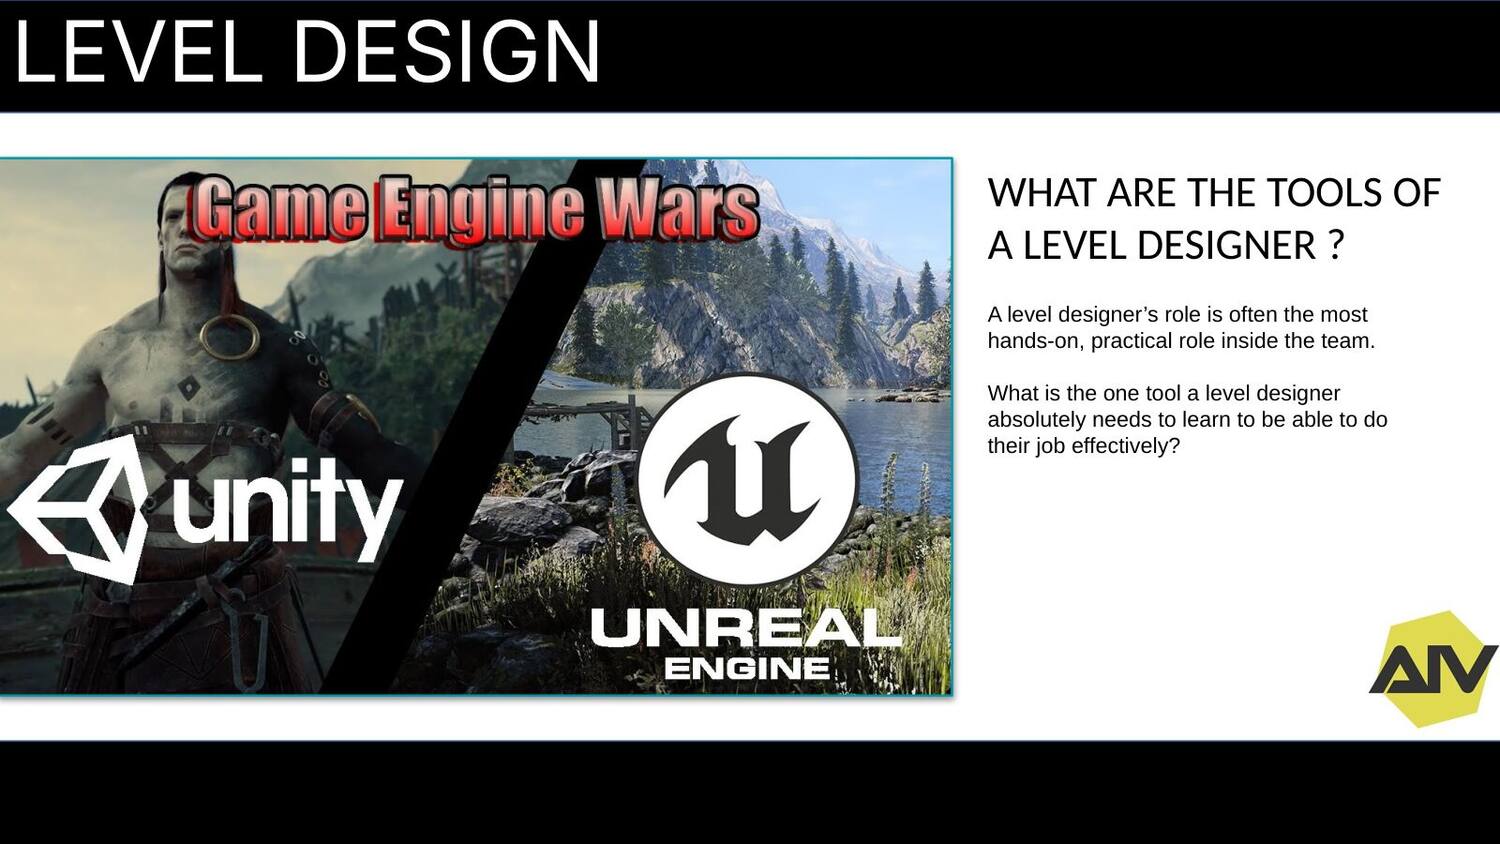 LEVEL DESIGN
Game Engine Wars
unity
UNREAL
ENGINE
WHAT ARE THE TOOLS OF
A LEVEL DESIGNER ?
A level designer’s role is often the most
hands-on, practical role inside the team.
What is the one tool a level designer
absolutely needs to learn to be able to do
their job effectively?
AIV